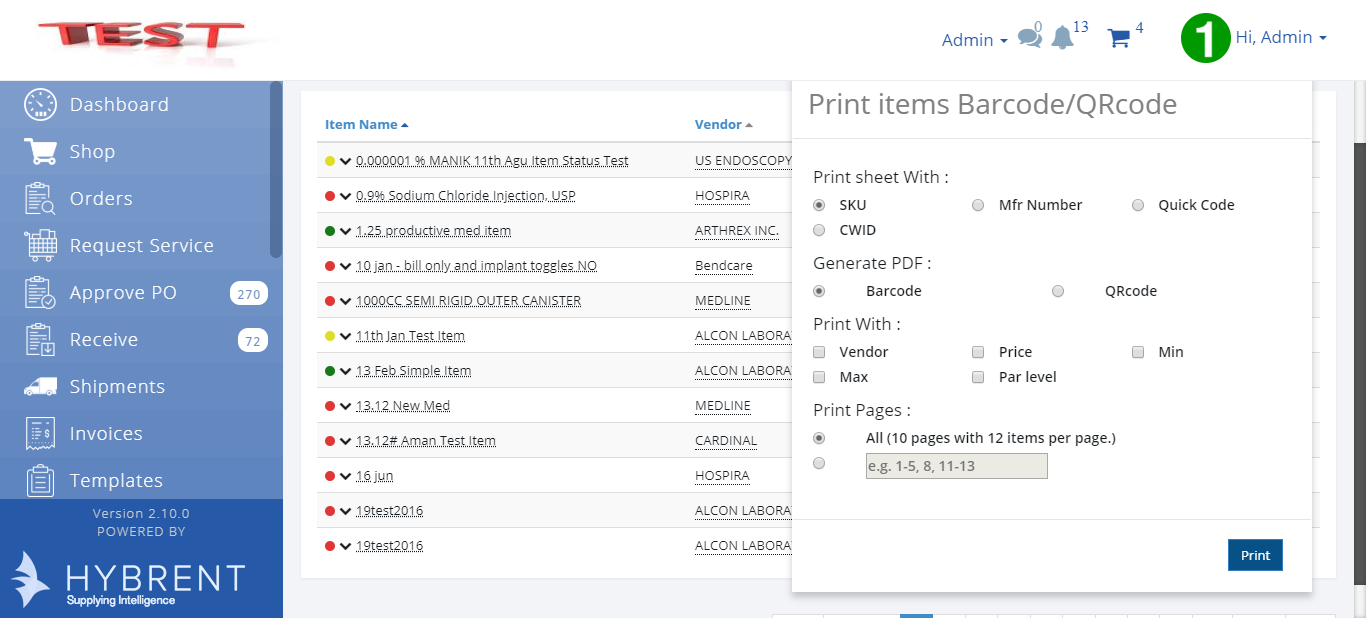 TEST
Admin
0
13
4
1
Hi, Admin
Dashboard
Shop
Orders
Request Service
Approve PO 270
Receive 72
Shipments
Invoices
Templates
Version 2.10.0
POWERED BY
HYBRENT
Supplying Intelligence
Item Name Vendor
0.000001 % MANIK 11th Agu Item Status Test US ENDOSCOPY
0.9% Sodium Chloride Injection, USP HOSPIRA
1.25 productive med item ARTHREX INC.
10 jan - bill only and implant toggles NO Bendcare
1000CC SEMI RIGID OUTER CANISTER MEDLINE
11th Jan Test Item ALCON LABORA
13 Feb Simple Item ALCON LABORA
13.12 New Med MEDLINE
13.12# Aman Test Item CARDINAL
16 jun HOSPIRA
19test2016 ALCON LABORA
19test2016 ALCON LABORA
Print items Barcode/QRcode
Print sheet With :
SKU Mfr Number Quick Code
CWID
Generate PDF :
Barcode QRcode
Print With :
Vendor Price Min
Max Par level
Print Pages :
All (10 pages with 12 items per page.)
e.g. 1-5, 8, 11-13
Print